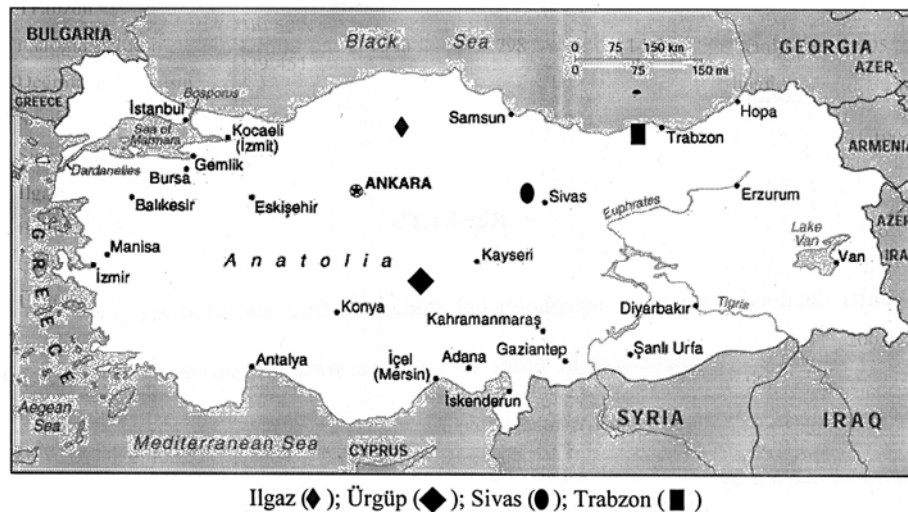 BULGARIA
Black Sea
0 75 150 km
0 75 150 mi
GEORGIA
AZER.
GREECE
Bosporus
İstanbul
Sea of Marmara
Kocaeli (İzmit)
Samsun
Trabzon
Hopa
ARMENIA
Dardanelles
Gemlik
Bursa
Balıkesir
Eskişehir
ANKARA
Sivas
Euphrates
Erzurum
AZER.
IRAN
GREECE
Manisa
İzmir
Anatolia
Kayseri
Lake Van
Van
Konya
Kahramanmaraş
Diyarbakır
Tigris
Antalya
İçel (Mersin)
Adana
Gaziantep
Şanlı Urfa
İskenderun
Aegean Sea
Mediterranean Sea
CYPRUS
SYRIA
IRAQ
Ilgaz (♦); Ürgüp (◆); Sivas (●); Trabzon (■)